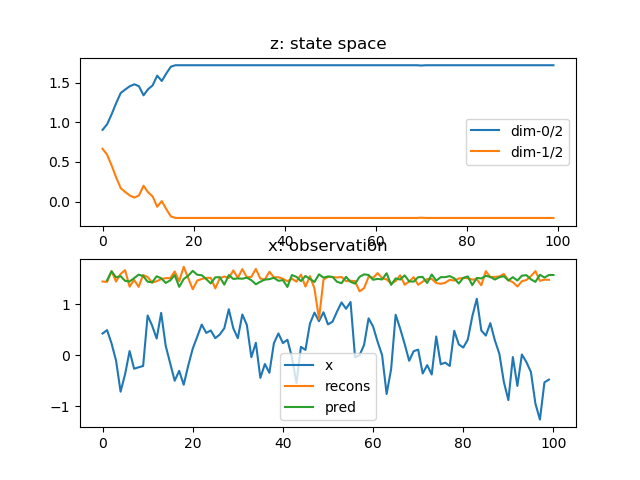 z: state space
1.5
1.0
0.5
0.0
dim-0/2
dim-1/2
0 20 40 60 80 100
x: observation
1
0
−1
x
recons
pred
0 20 40 60 80 100